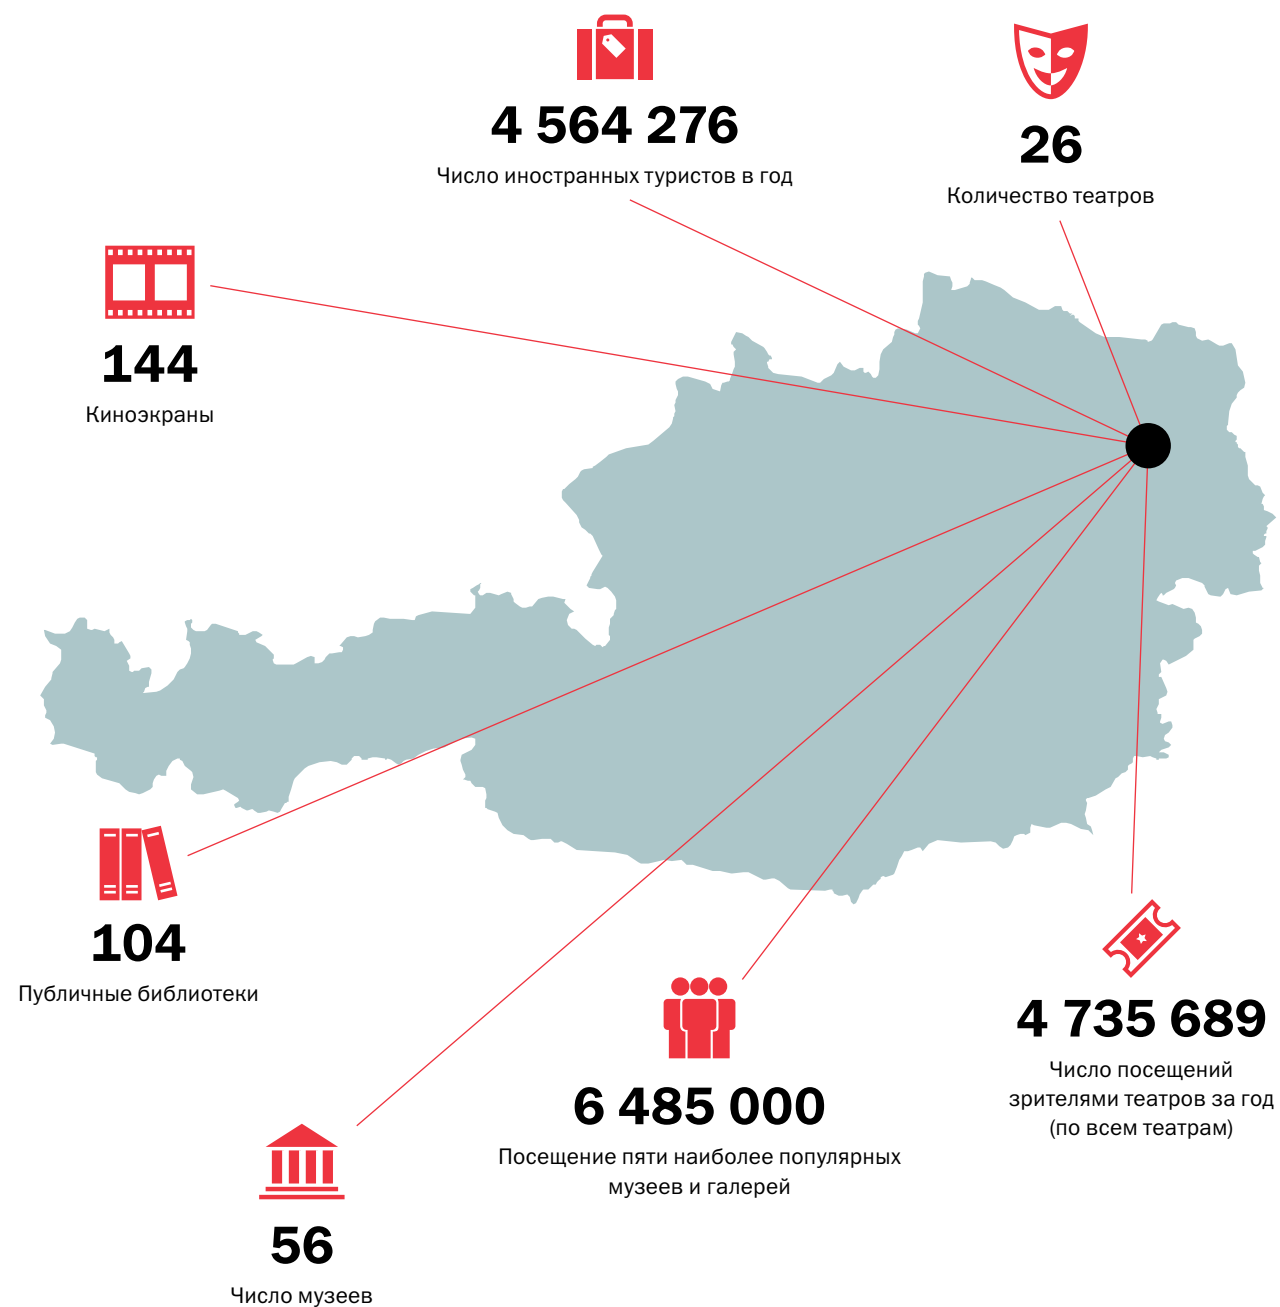 4 564 276
Число иностранных туристов в год
26
Количество театров
144
Киноэкраны
104
Публичные библиотеки
4 735 689
Число посещений
зрителями театров за год
(по всем театрам)
6 485 000
Посещение пяти наиболее популярных
музеев и галерей
56
Число музеев